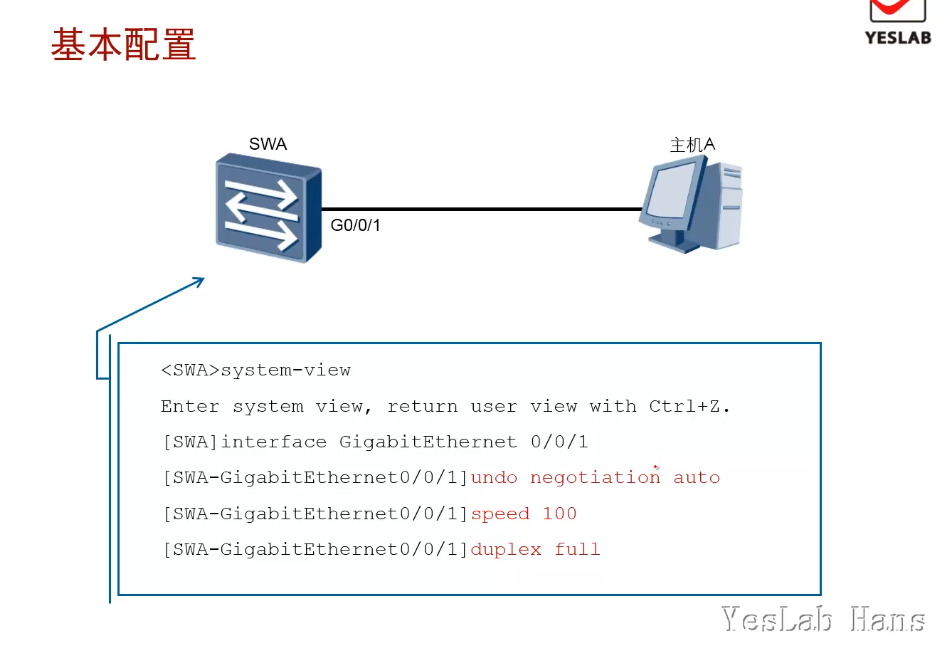 基本配置
YESLAB
SWA
主机A
G0/0/1
<SWA>system-view
Enter system view, return user view with Ctrl+Z.
[SWA]interface GigabitEthernet 0/0/1
[SWA-GigabitEthernet0/0/1]undo negotiation auto
[SWA-GigabitEthernet0/0/1]speed 100
[SWA-GigabitEthernet0/0/1]duplex full
YesLab Hans